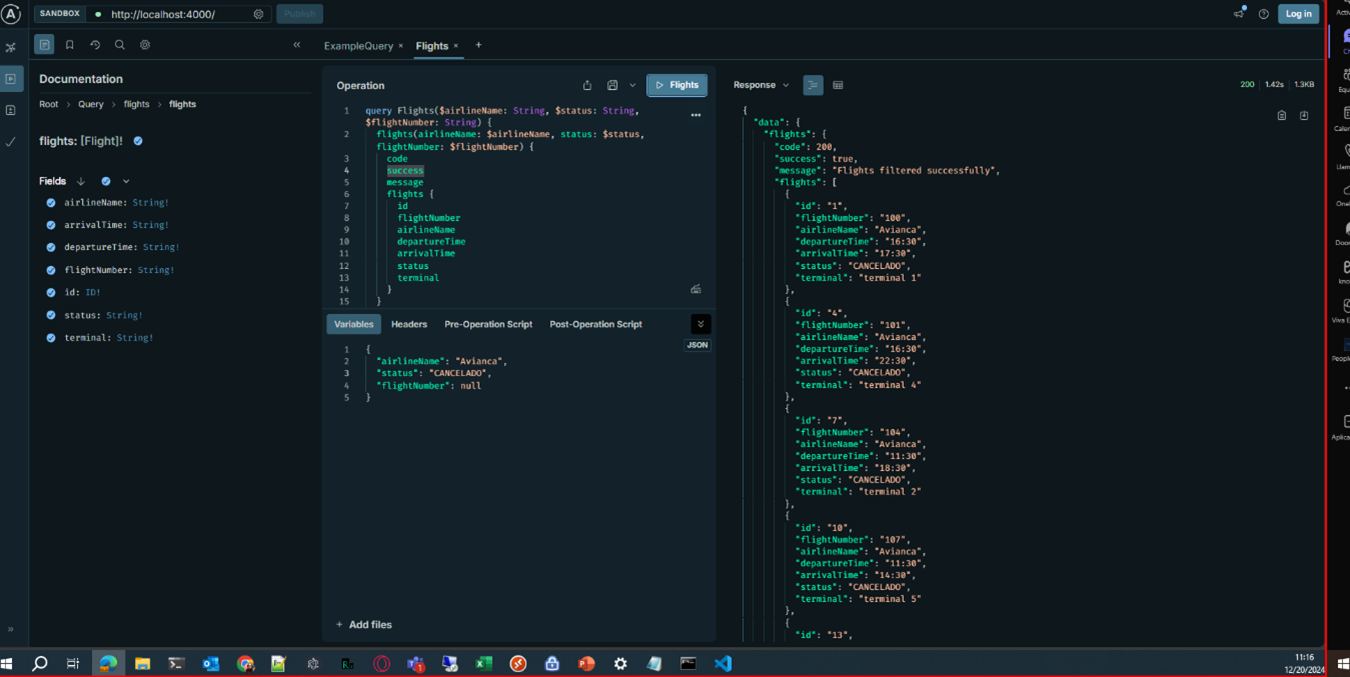 SANDBOX
http://localhost:4000/
Publish
Log in
Documentation
Root > Query > flights > flights
flights: [Flight]!
Fields
airlineName: String!
arrivalTime: String!
departureTime: String!
flightNumber: String!
id: ID!
status: String!
terminal: String!
ExampleQuery ×
Flights ×
+
Operation
Flights
1 query Flights($airlineName: String, $status: String,
$flightNumber: String) {
2 flights(airlineName: $airlineName, status: $status,
flightNumber: $flightNumber) {
3 code
4 success
5 message
6 flights {
7 id
8 flightNumber
9 airlineName
10 departureTime
11 arrivalTime
12 status
13 terminal
14 }
15 }
Variables
Headers
Pre-Operation Script
Post-Operation Script
JSON
1 {
2 "airlineName": "Avianca",
3 "status": "CANCELADO",
4 "flightNumber": null
5 }
+ Add files
Response
200
1.42s
1.3KB
{
"data": {
"flights": {
"code": 200,
"success": true,
"message": "Flights filtered successfully",
"flights": [
{
"id": "1",
"flightNumber": "100",
"airlineName": "Avianca",
"departureTime": "16:30",
"arrivalTime": "17:30",
"status": "CANCELADO",
"terminal": "terminal 1"
},
{
"id": "4",
"flightNumber": "101",
"airlineName": "Avianca",
"departureTime": "16:30",
"arrivalTime": "22:30",
"status": "CANCELADO",
"terminal": "terminal 4"
},
{
"id": "7",
"flightNumber": "104",
"airlineName": "Avianca",
"departureTime": "11:30",
"arrivalTime": "18:30",
"status": "CANCELADO",
"terminal": "terminal 2"
},
{
"id": "10",
"flightNumber": "107",
"airlineName": "Avianca",
"departureTime": "11:30",
"arrivalTime": "14:30",
"status": "CANCELADO",
"terminal": "terminal 5"
},
{
"id": "13",
11:16
12/20/2024